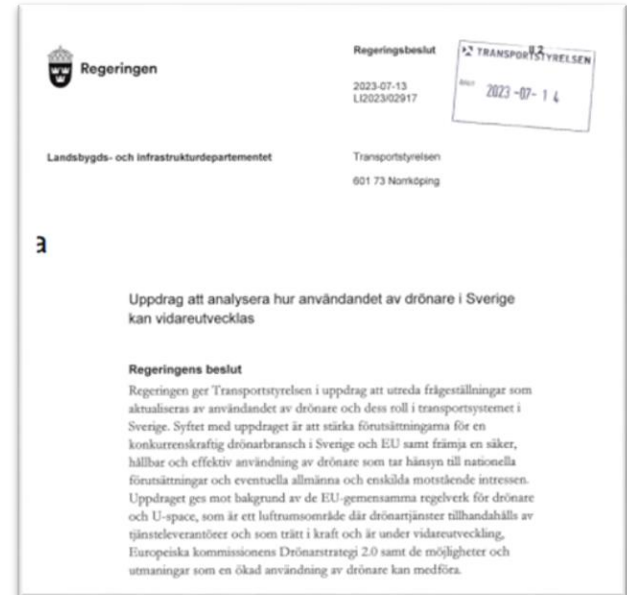 Regeringen
Regeringsbeslut
2023-07-13
LI2023/02917
TRANSPORTSTYRELSEN
2023 -07- 1 4
Landsbygds- och infrastrukturdepartementet
Transportstyrelsen
601 73 Norrköping
a
Uppdrag att analysera hur användandet av drönare i Sverige
kan vidareutvecklas
Regeringens beslut
Regeringen ger Transportstyrelsen i uppdrag att utreda frågeställningar som
aktualiseras av användandet av drönare och dess roll i transportsystemet i
Sverige. Syftet med uppdraget är att stärka förutsättningarna för en
konkurrenskraftig drönarbransch i Sverige och EU samt främja en säker,
hållbar och effektiv användning av drönare som tar hänsyn till nationella
förutsättningar och eventuella allmänna och enskilda motstående intressen.
Uppdraget ges mot bakgrund av de EU-gemensamma regelverk för drönare
och U-space, som är ett luftrumsområde där drönartjänster tillhandahålls av
tjänsteleverantörer och som trätt i kraft och är under vidareutveckling,
Europeiska kommissionens Drönarstrategi 2.0 samt de möjligheter och
utmaningar som en ökad användning av drönare kan medföra.